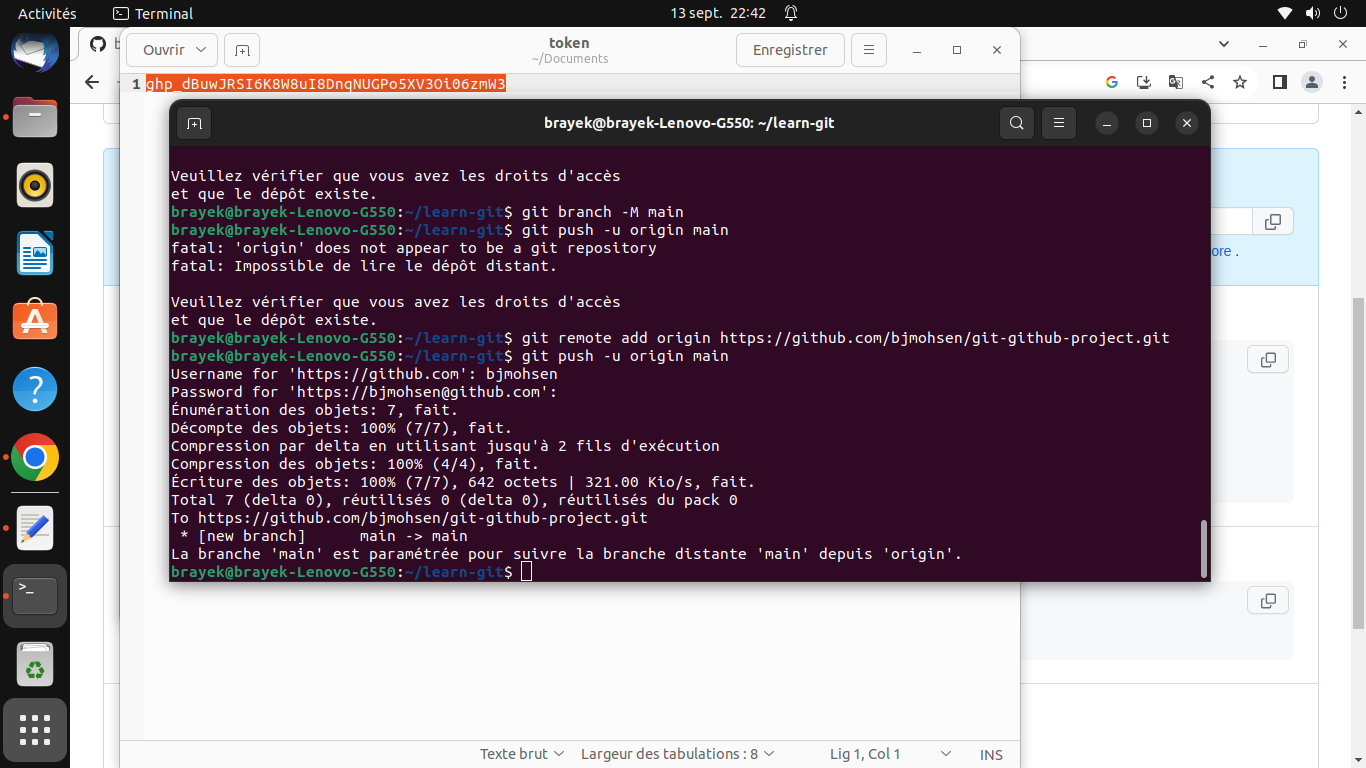 Activités Terminal 13 sept. 22:42
Ouvrir token Enregistrer
~/Documents
1 [access token omitted]
brayek@brayek-Lenovo-G550: ~/learn-git
Veuillez vérifier que vous avez les droits d'accès
et que le dépôt existe.
brayek@brayek-Lenovo-G550:~/learn-git$ git branch -M main
brayek@brayek-Lenovo-G550:~/learn-git$ git push -u origin main
fatal: 'origin' does not appear to be a git repository
fatal: Impossible de lire le dépôt distant.
Veuillez vérifier que vous avez les droits d'accès
et que le dépôt existe.
brayek@brayek-Lenovo-G550:~/learn-git$ git remote add origin https://github.com/bjmohsen/git-github-project.git
brayek@brayek-Lenovo-G550:~/learn-git$ git push -u origin main
Username for 'https://github.com': bjmohsen
Password for 'https://bjmohsen@github.com':
Énumération des objets: 7, fait.
Décompte des objets: 100% (7/7), fait.
Compression par delta en utilisant jusqu'à 2 fils d'exécution
Compression des objets: 100% (4/4), fait.
Écriture des objets: 100% (7/7), 642 octets | 321.00 Kio/s, fait.
Total 7 (delta 0), réutilisés 0 (delta 0), réutilisés du pack 0
To https://github.com/bjmohsen/git-github-project.git
 * [new branch]      main -> main
La branche 'main' est paramétrée pour suivre la branche distante 'main' depuis 'origin'.
brayek@brayek-Lenovo-G550:~/learn-git$
ore .
Texte brut Largeur des tabulations : 8 Lig 1, Col 1 INS